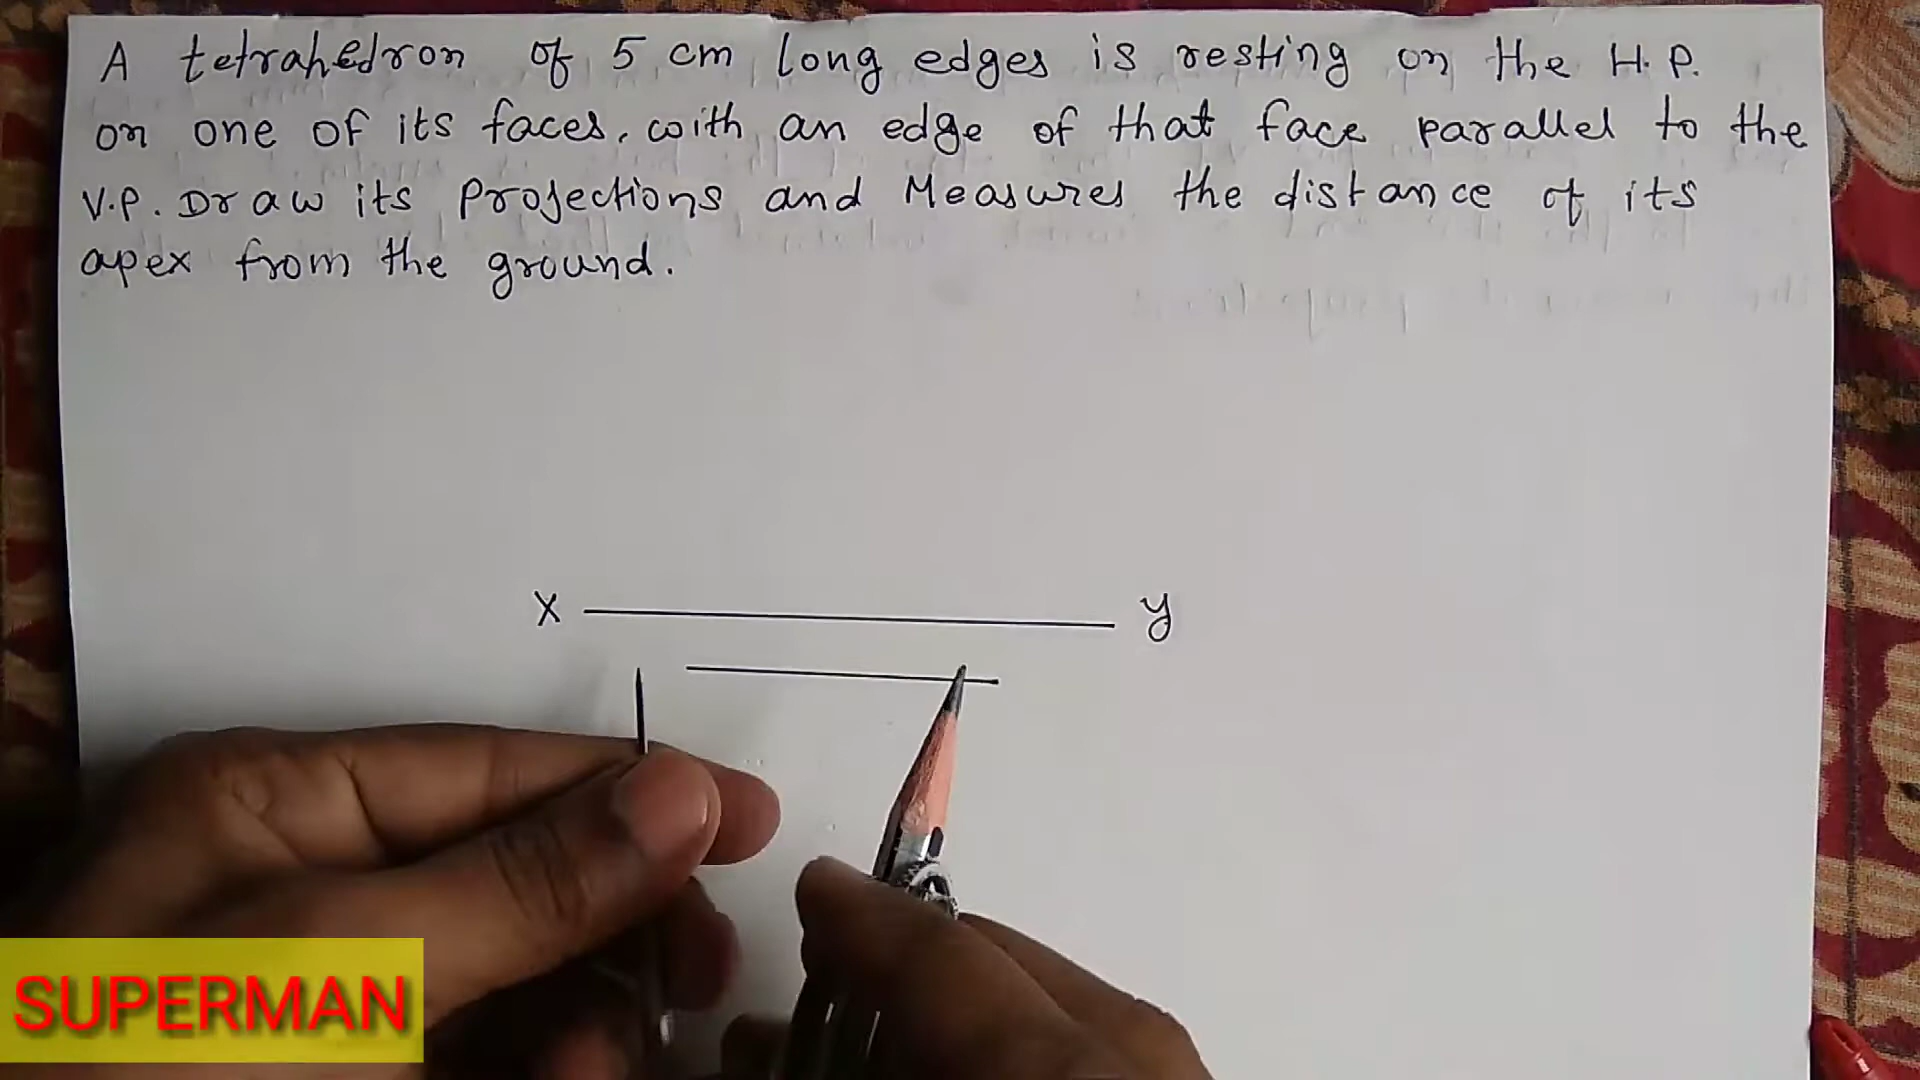 A tetrahedron of 5 cm long edges is resting on the H.P.
on one of its faces, with an edge of that face parallel to the
V.P. Draw its Projections and Measures the distance of its
apex from the ground.
X y
SUPERMAN